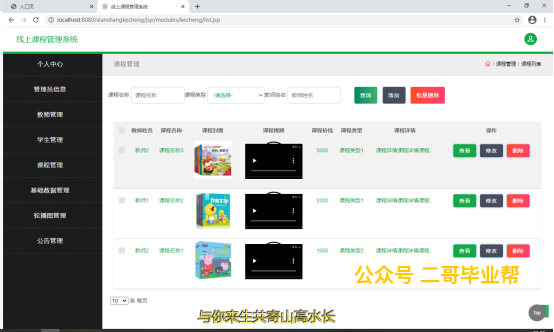 入口页
线上课程管理系统
localhost:8080/xianshangkecheng/jsp/modules/kecheng/list.jsp
线上课程管理系统
个人中心
管理员信息
教师管理
学生管理
课程管理
基础数据管理
轮播图管理
公告管理
课程管理
课程管理 / 课程列表
课程名称 课程名称 课程类型 -请选择- 教师姓名 教师姓名 查询 添加 批量删除
教师姓名 课程名称 课程封面 课程视频 课程价钱 课程类型 课程详情 操作
教师2 课程名称3 3000 课程类型1 课程详情课程详情课程.. 查看 修改 删除
教师1 课程名称2 2000 课程类型1 课程详情课程详情课程.. 查看 修改 删除
教师2 课程名称1 1000 课程类型2 课程详情课程详情课程.. 查看 修改 删除
10 条 每页
公众号 二哥毕业帮
与你来生共寄山高水长
Top